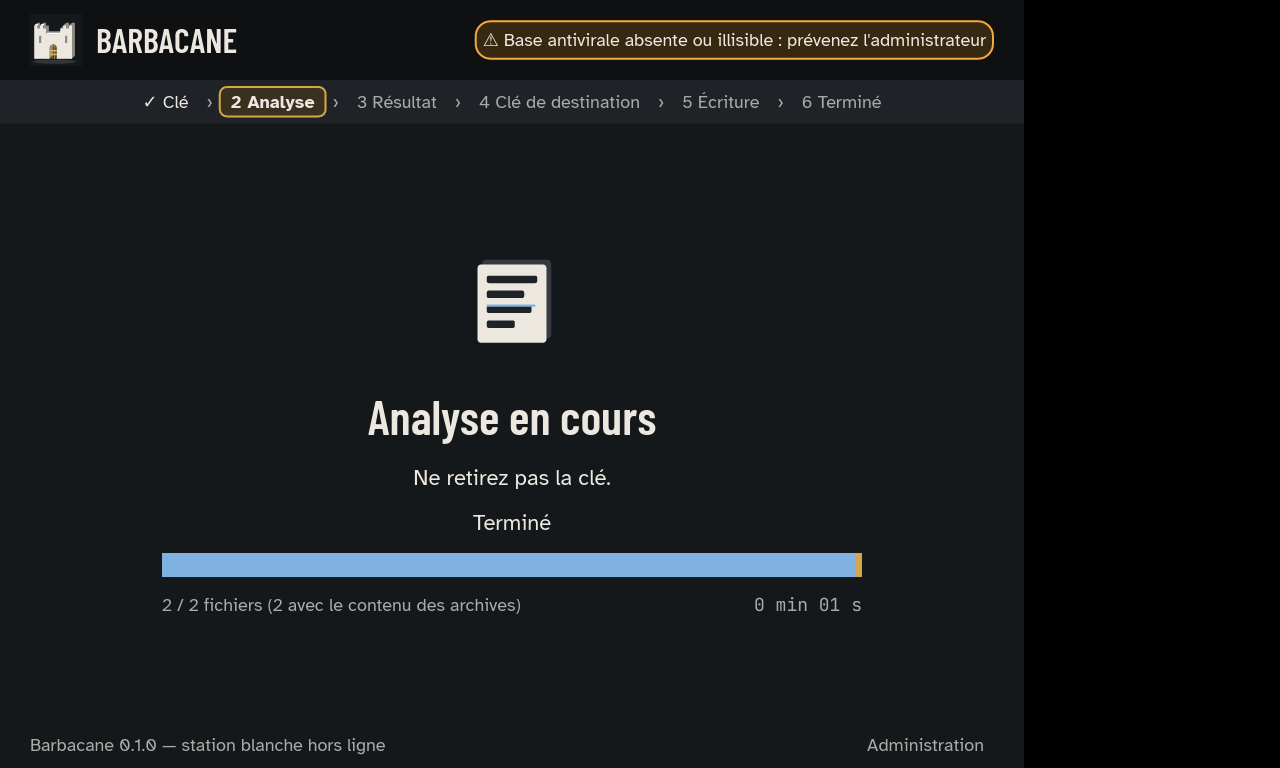 BARBACANE
⚠ Base antivirale absente ou illisible : prévenez l'administrateur
✓ Clé › 2 Analyse › 3 Résultat › 4 Clé de destination › 5 Écriture › 6 Terminé
Analyse en cours
Ne retirez pas la clé.
Terminé
2 / 2 fichiers (2 avec le contenu des archives) 0 min 01 s
Barbacane 0.1.0 — station blanche hors ligne Administration